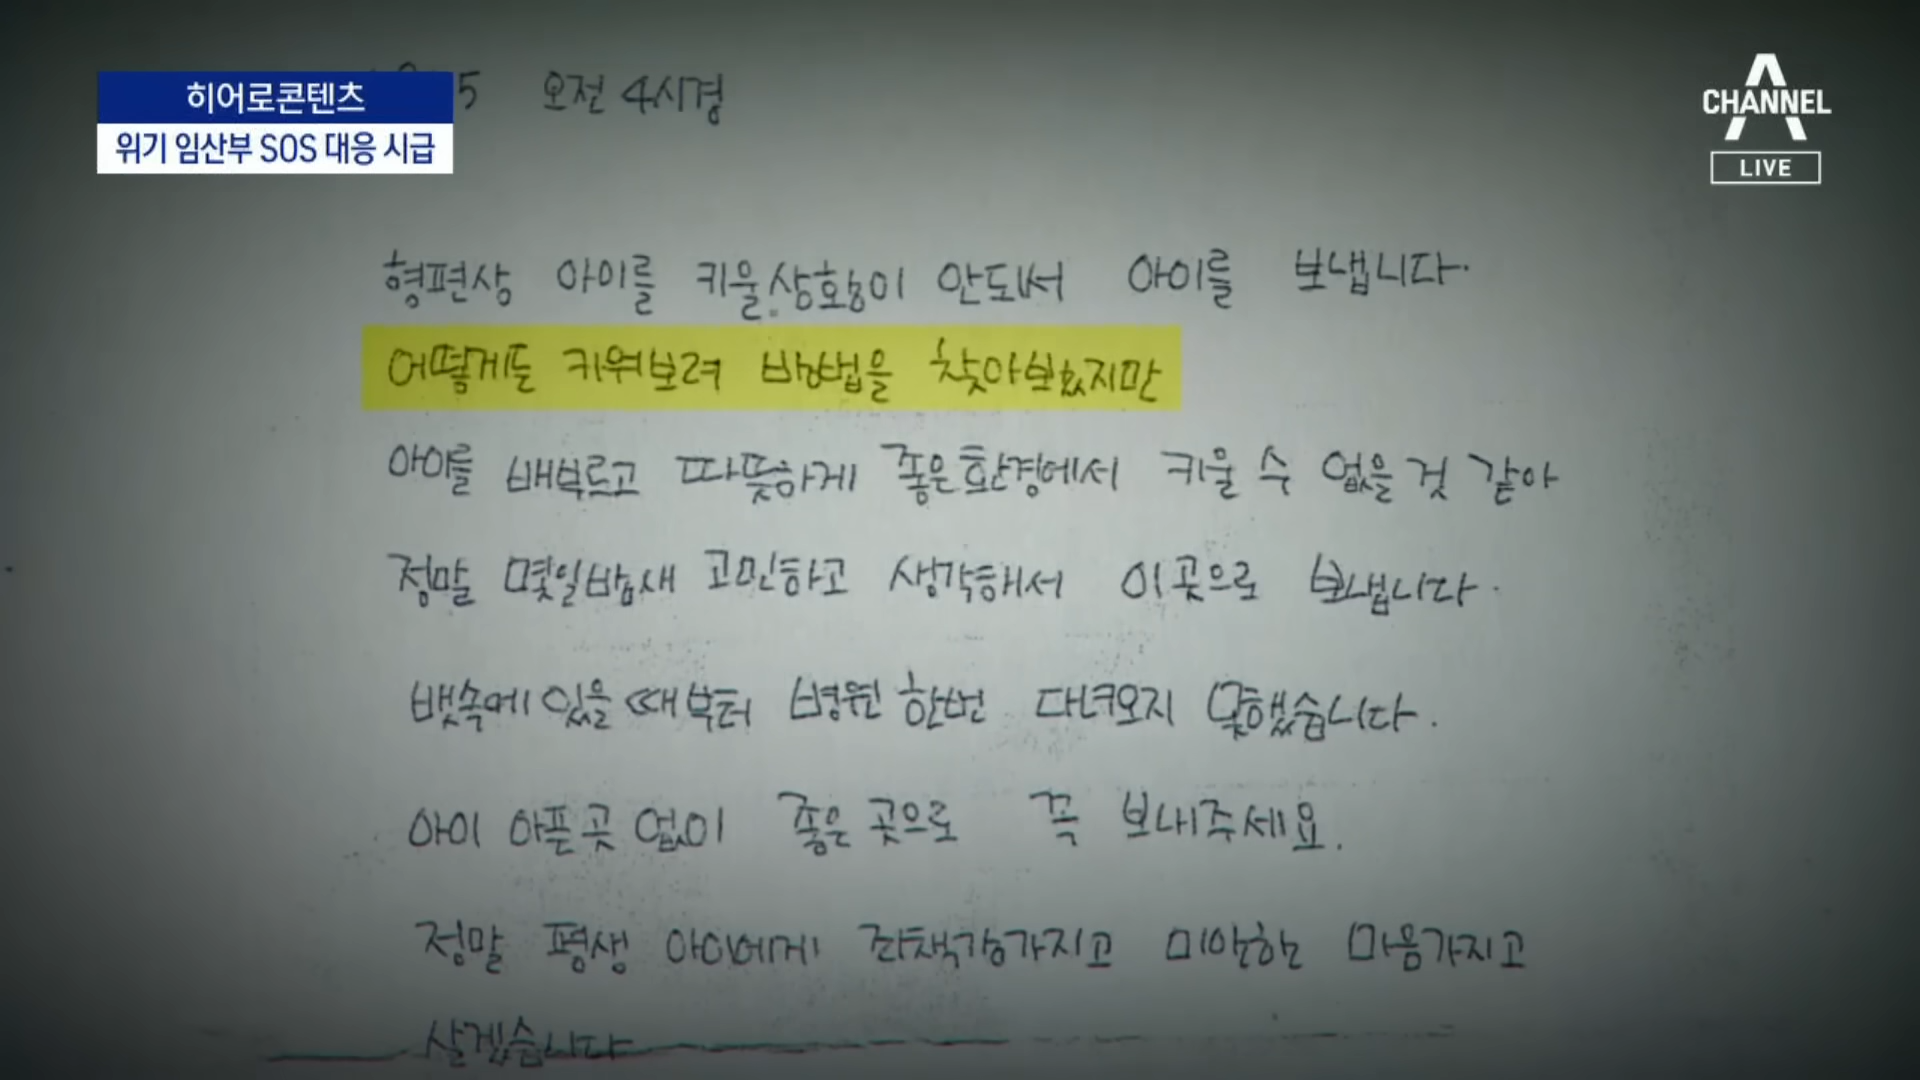 히어로콘텐츠
위기 임산부 SOS 대응 시급
CHANNEL
LIVE
5 오전 4시경
형편상 아이를 키울 상황이 안되서 아이를 보냅니다.
어떻게든 키워보려 방법을 찾아보았지만
아이를 배부르고 따뜻하게 좋은환경에서 키울 수 없을 것 같아
정말 몇일밤새 고민하고 생각해서 이곳으로 보냅니다.
뱃속에 있을 때부터 병원 한번 다녀오지 못했습니다.
아이 아픈 곳 없이 좋은 곳으로 꼭 보내주세요.
정말 평생 아이에게 죄책감가지고 미안한 마음가지고
살겠습니다